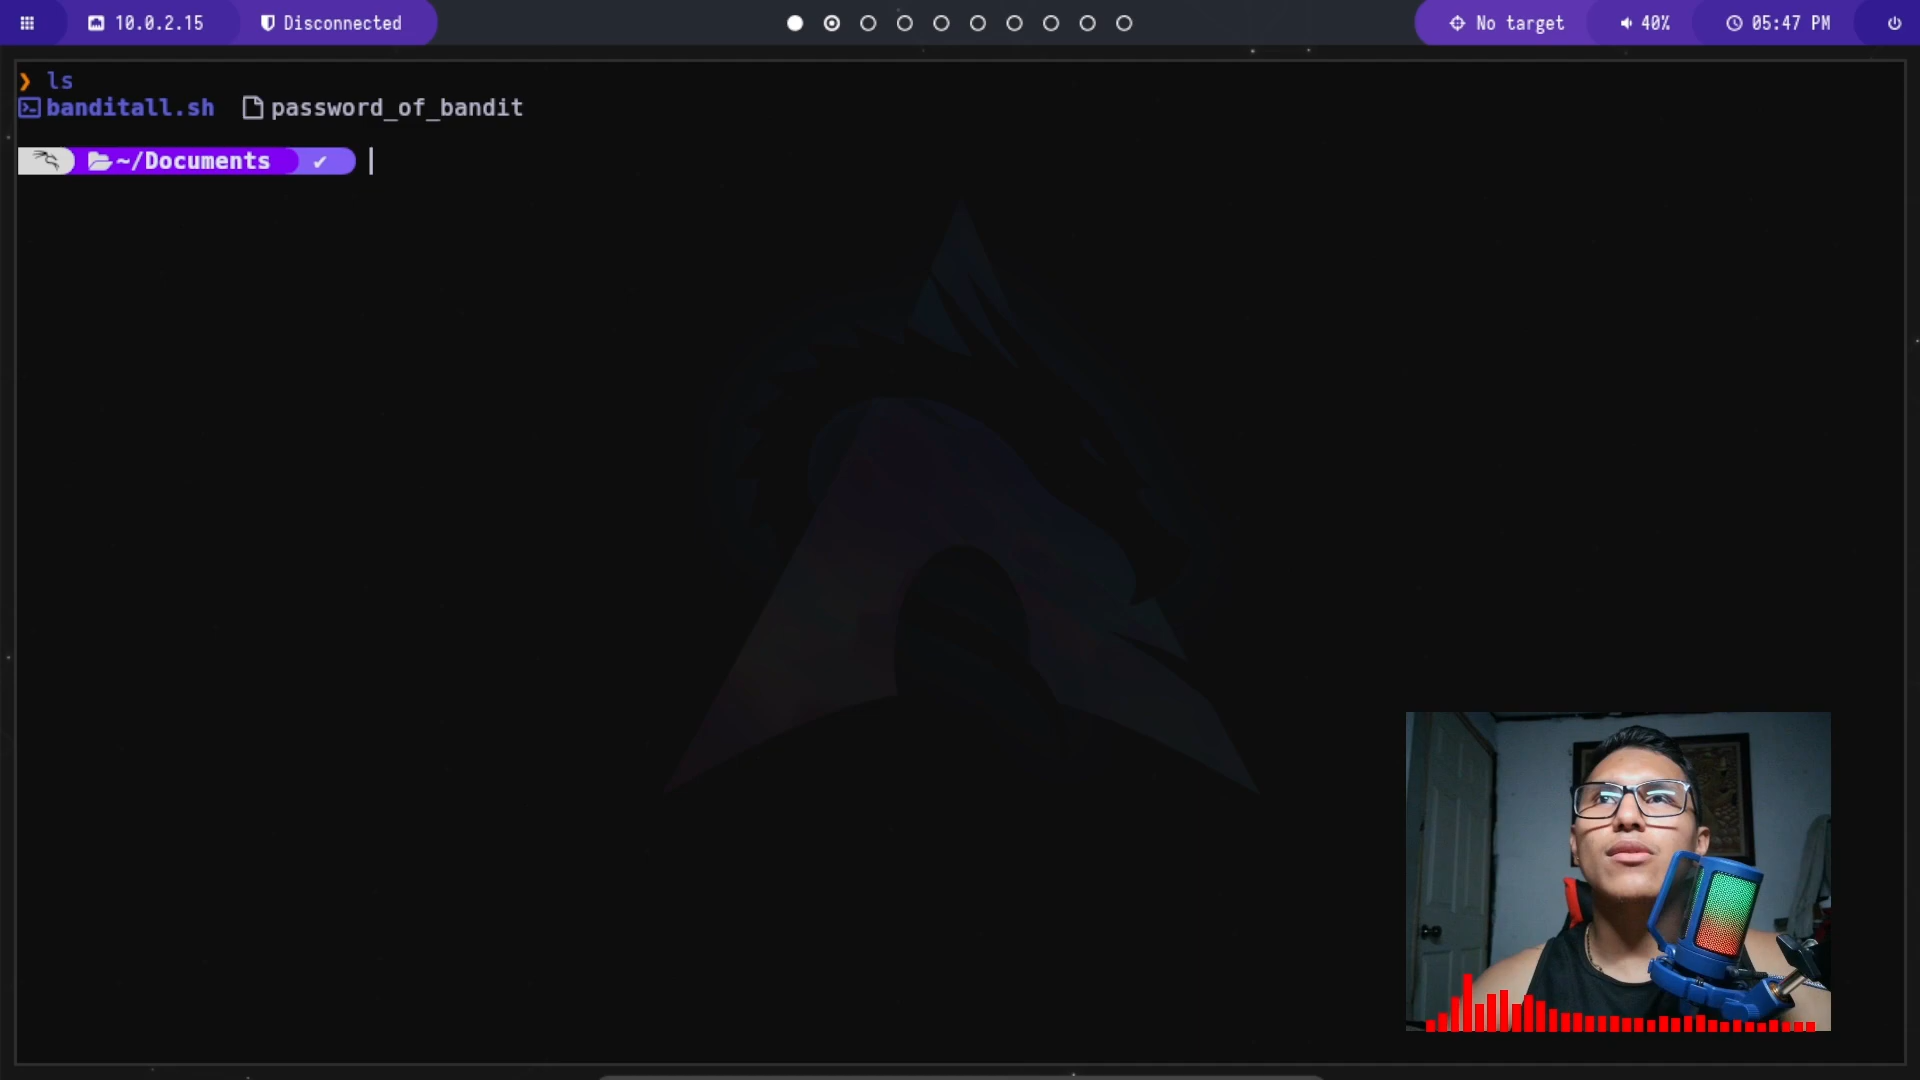 10.0.2.15 Disconnected No target 40% 05:47 PM
❯ ls
banditall.sh password_of_bandit
~/Documents ✔